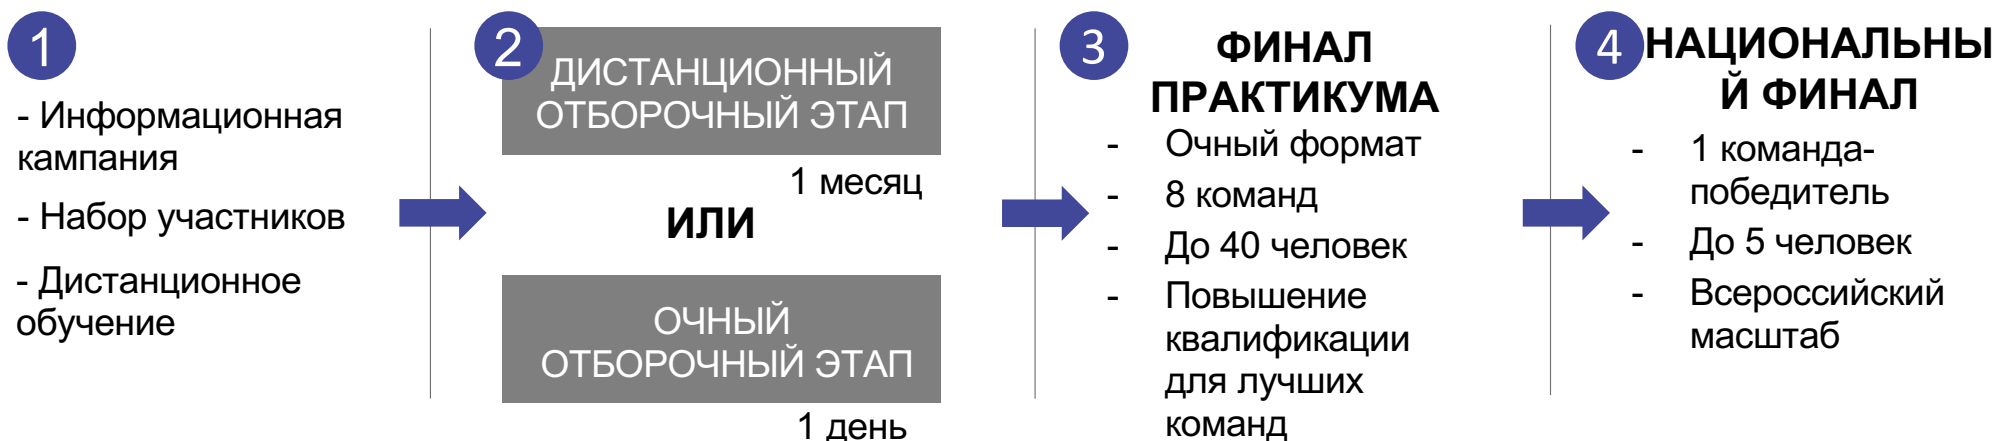 1
- Информационная
кампания
- Набор участников
- Дистанционное
обучение
2
ДИСТАНЦИОННЫЙ
ОТБОРОЧНЫЙ ЭТАП
1 месяц
ИЛИ
ОЧНЫЙ
ОТБОРОЧНЫЙ ЭТАП
1 день
3
ФИНАЛ
ПРАКТИКУМА
- Очный формат
- 8 команд
- До 40 человек
- Повышение
квалификации
для лучших
команд
4
НАЦИОНАЛЬНЫ
Й ФИНАЛ
- 1 команда-
победитель
- До 5 человек
- Всероссийский
масштаб